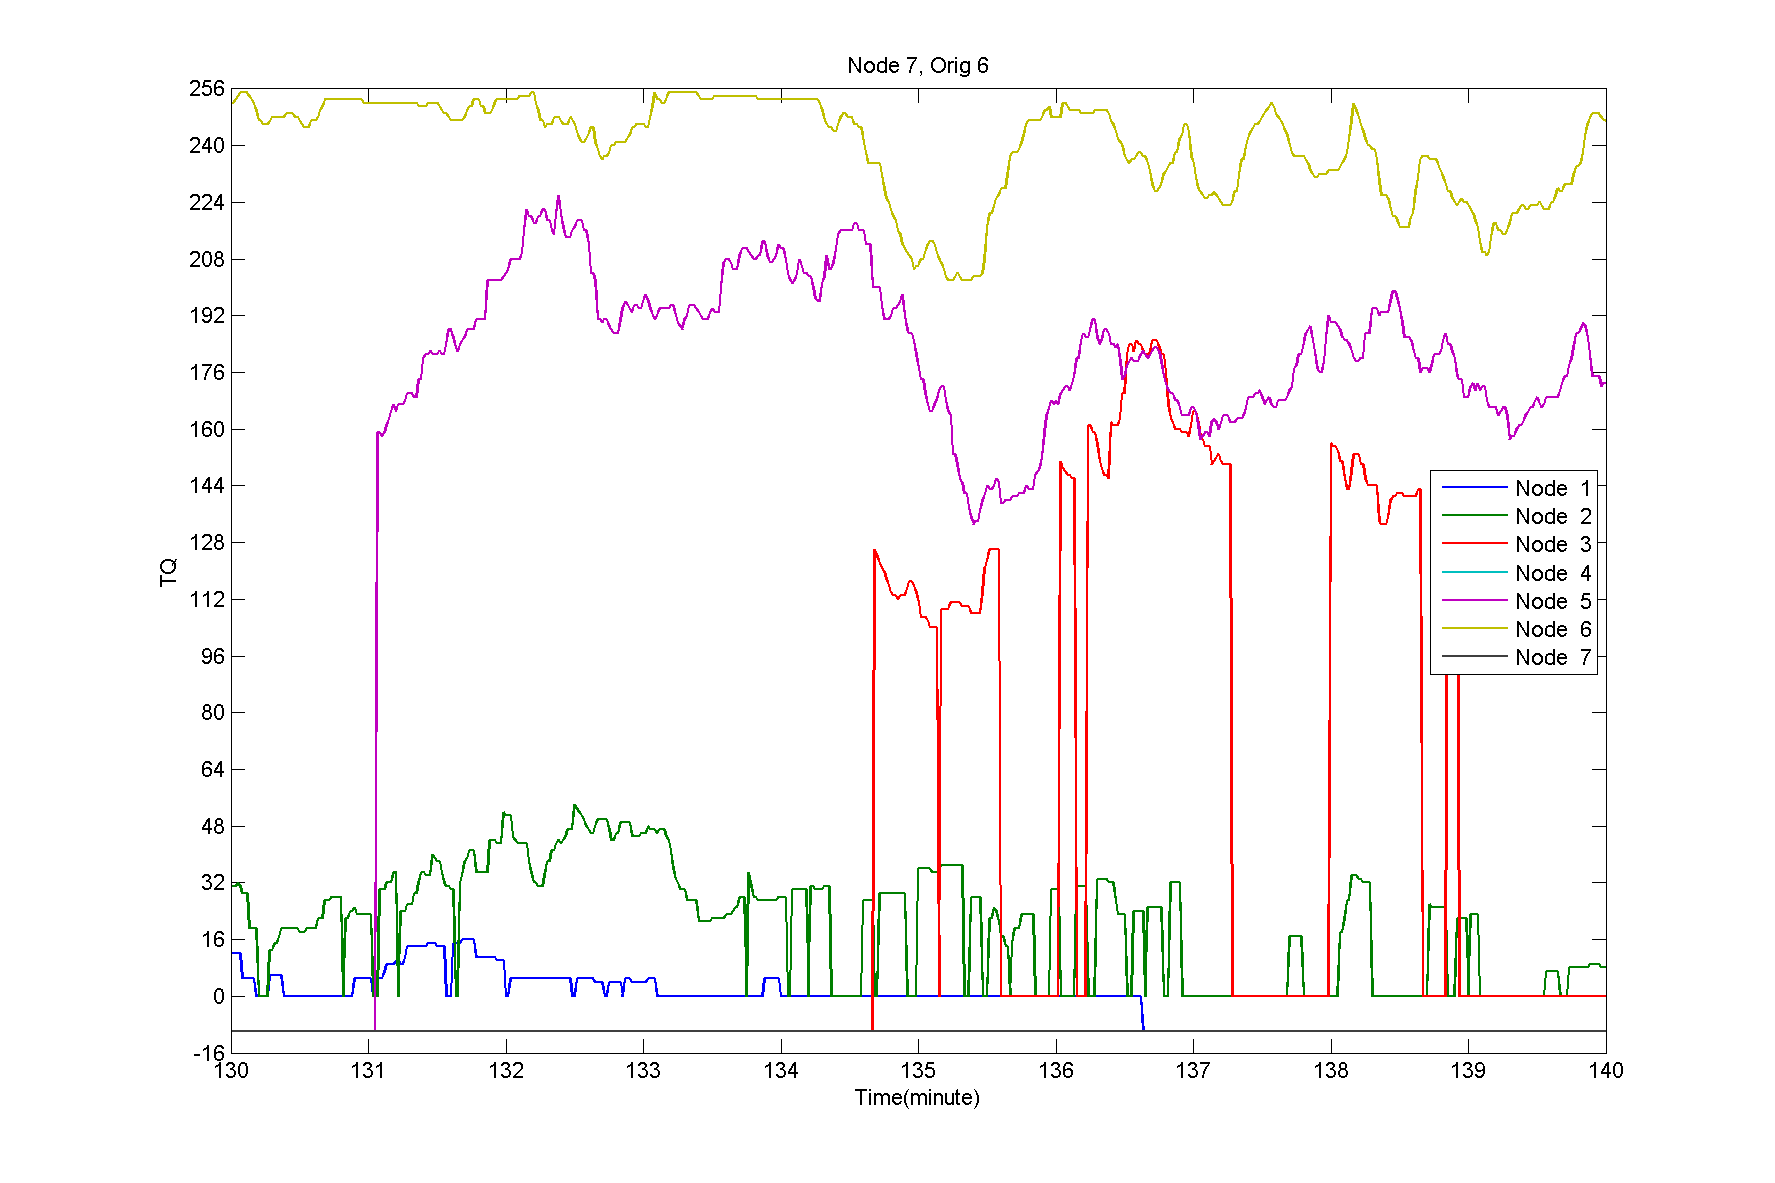 Node 7, Orig 6
256
240
224
208
192
176
160
144
128
112
96
80
64
48
32
16
0
-16
TQ
Node 1
Node 2
Node 3
Node 4
Node 5
Node 6
Node 7
130 131 132 133 134 135 136 137 138 139 140
Time(minute)